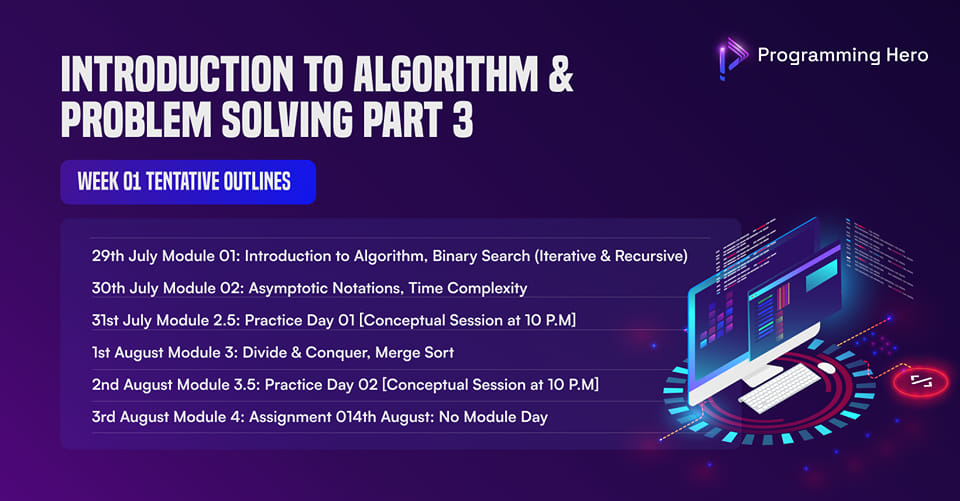 Programming Hero
INTRODUCTION TO ALGORITHM &
PROBLEM SOLVING PART 3
WEEK 01 TENTATIVE OUTLINES
29th July Module 01: Introduction to Algorithm, Binary Search (Iterative & Recursive)
30th July Module 02: Asymptotic Notations, Time Complexity
31st July Module 2.5: Practice Day 01 [Conceptual Session at 10 P.M]
1st August Module 3: Divide & Conquer, Merge Sort
2nd August Module 3.5: Practice Day 02 [Conceptual Session at 10 P.M]
3rd August Module 4: Assignment 014th August: No Module Day
</>